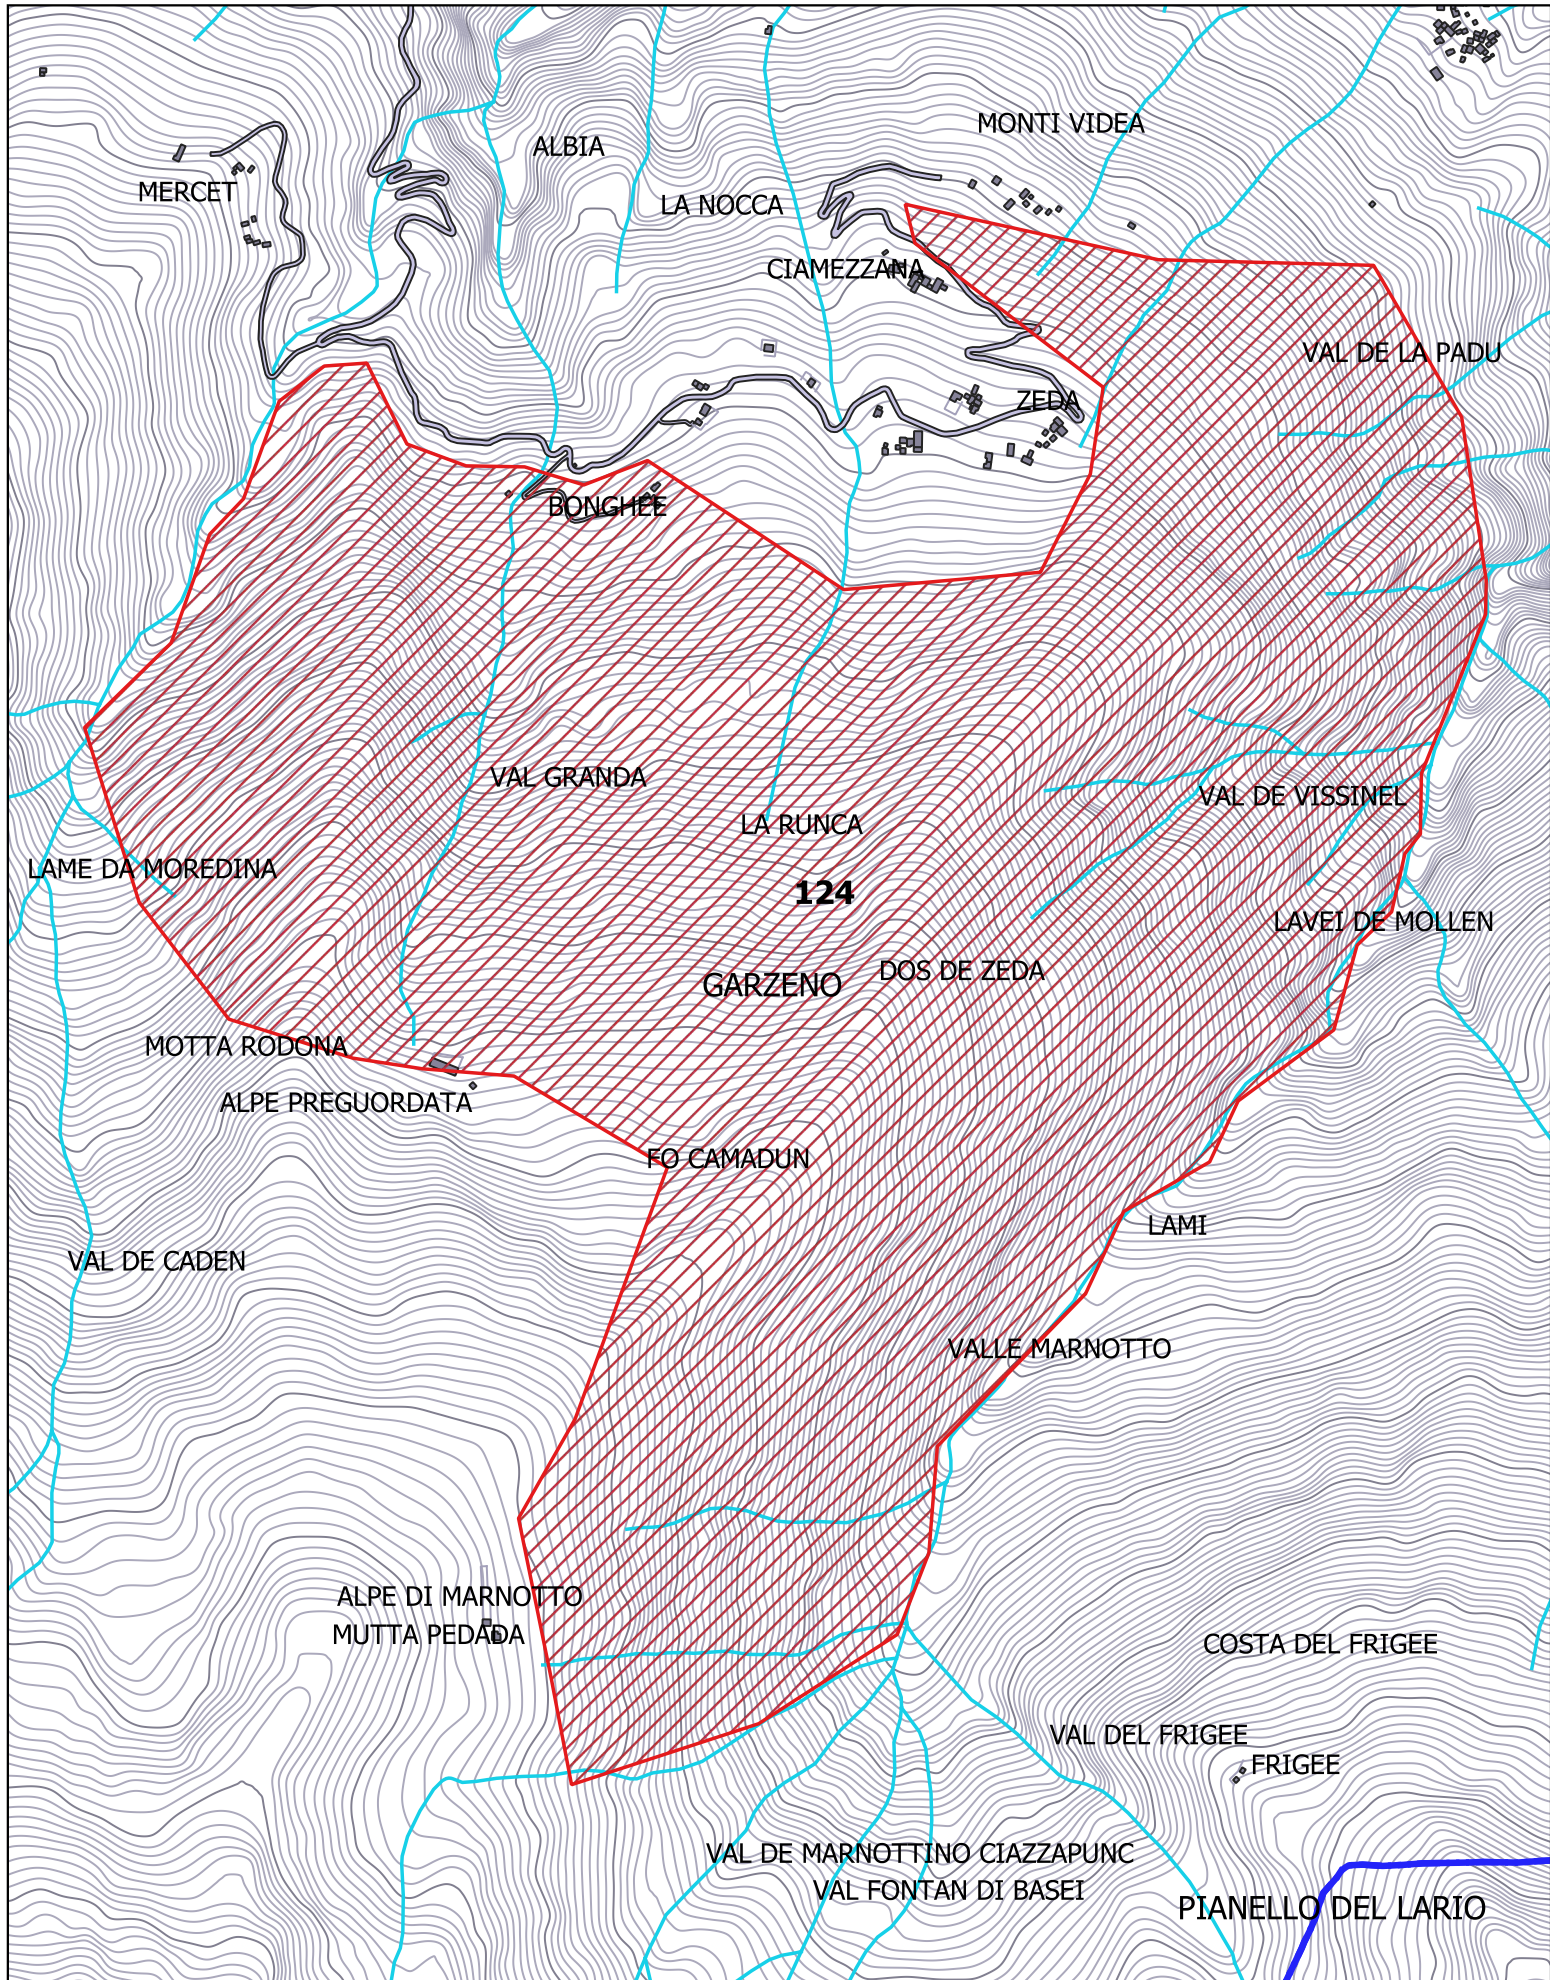 MONTI VIDEA
ALBIA
MERCET
LA NOCCA
CIAMEZZANA
VAL DE LA PADU
ZEDA
BONGHEE
VAL GRANDA
VAL DE VISSINEL
LA RUNCA
LAME DA MOREDINA
124
LAVEI DE MOLLEN
DOS DE ZEDA
GARZENO
MOTTA RODONA
ALPE PREGUORDATA
FO CAMADUN
LAMI
VAL DE CADEN
VALLE MARNOTTO
ALPE DI MARNOTTO
MUTTA PEDADA
COSTA DEL FRIGEE
VAL DEL FRIGEE
FRIGEE
VAL DE MARNOTTINO CIAZZAPUNC
VAL FONTAN DI BASEI
PIANELLO DEL LARIO